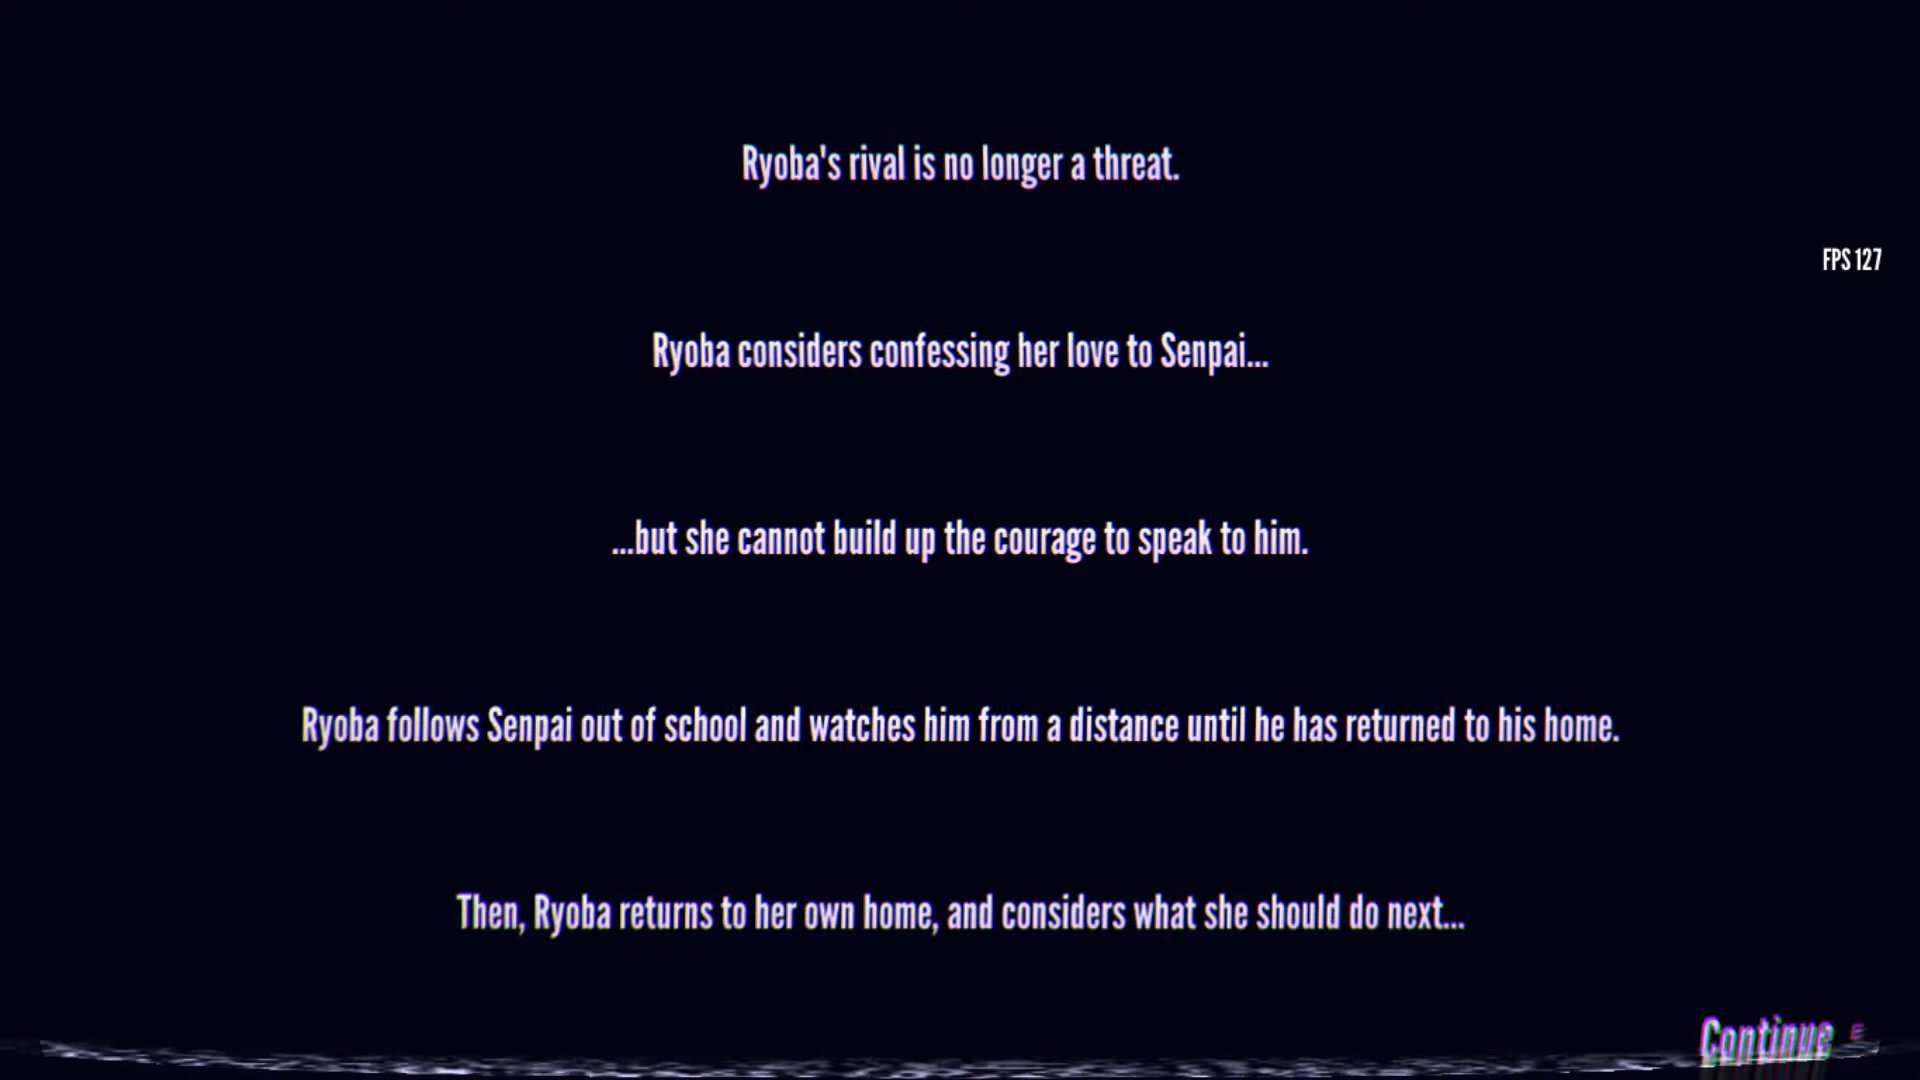 Ryoba's rival is no longer a threat.
FPS 127
Ryoba considers confessing her love to Senpai...
...but she cannot build up the courage to speak to him.
Ryoba follows Senpai out of school and watches him from a distance until he has returned to his home.
Then, Ryoba returns to her own home, and considers what she should do next...
Continue E